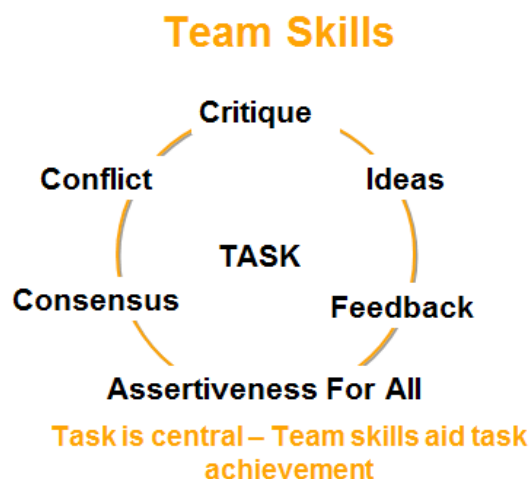 Team Skills
Critique
Conflict
Ideas
TASK
Consensus
Feedback
Assertiveness For All
Task is central – Team skills aid task
achievement